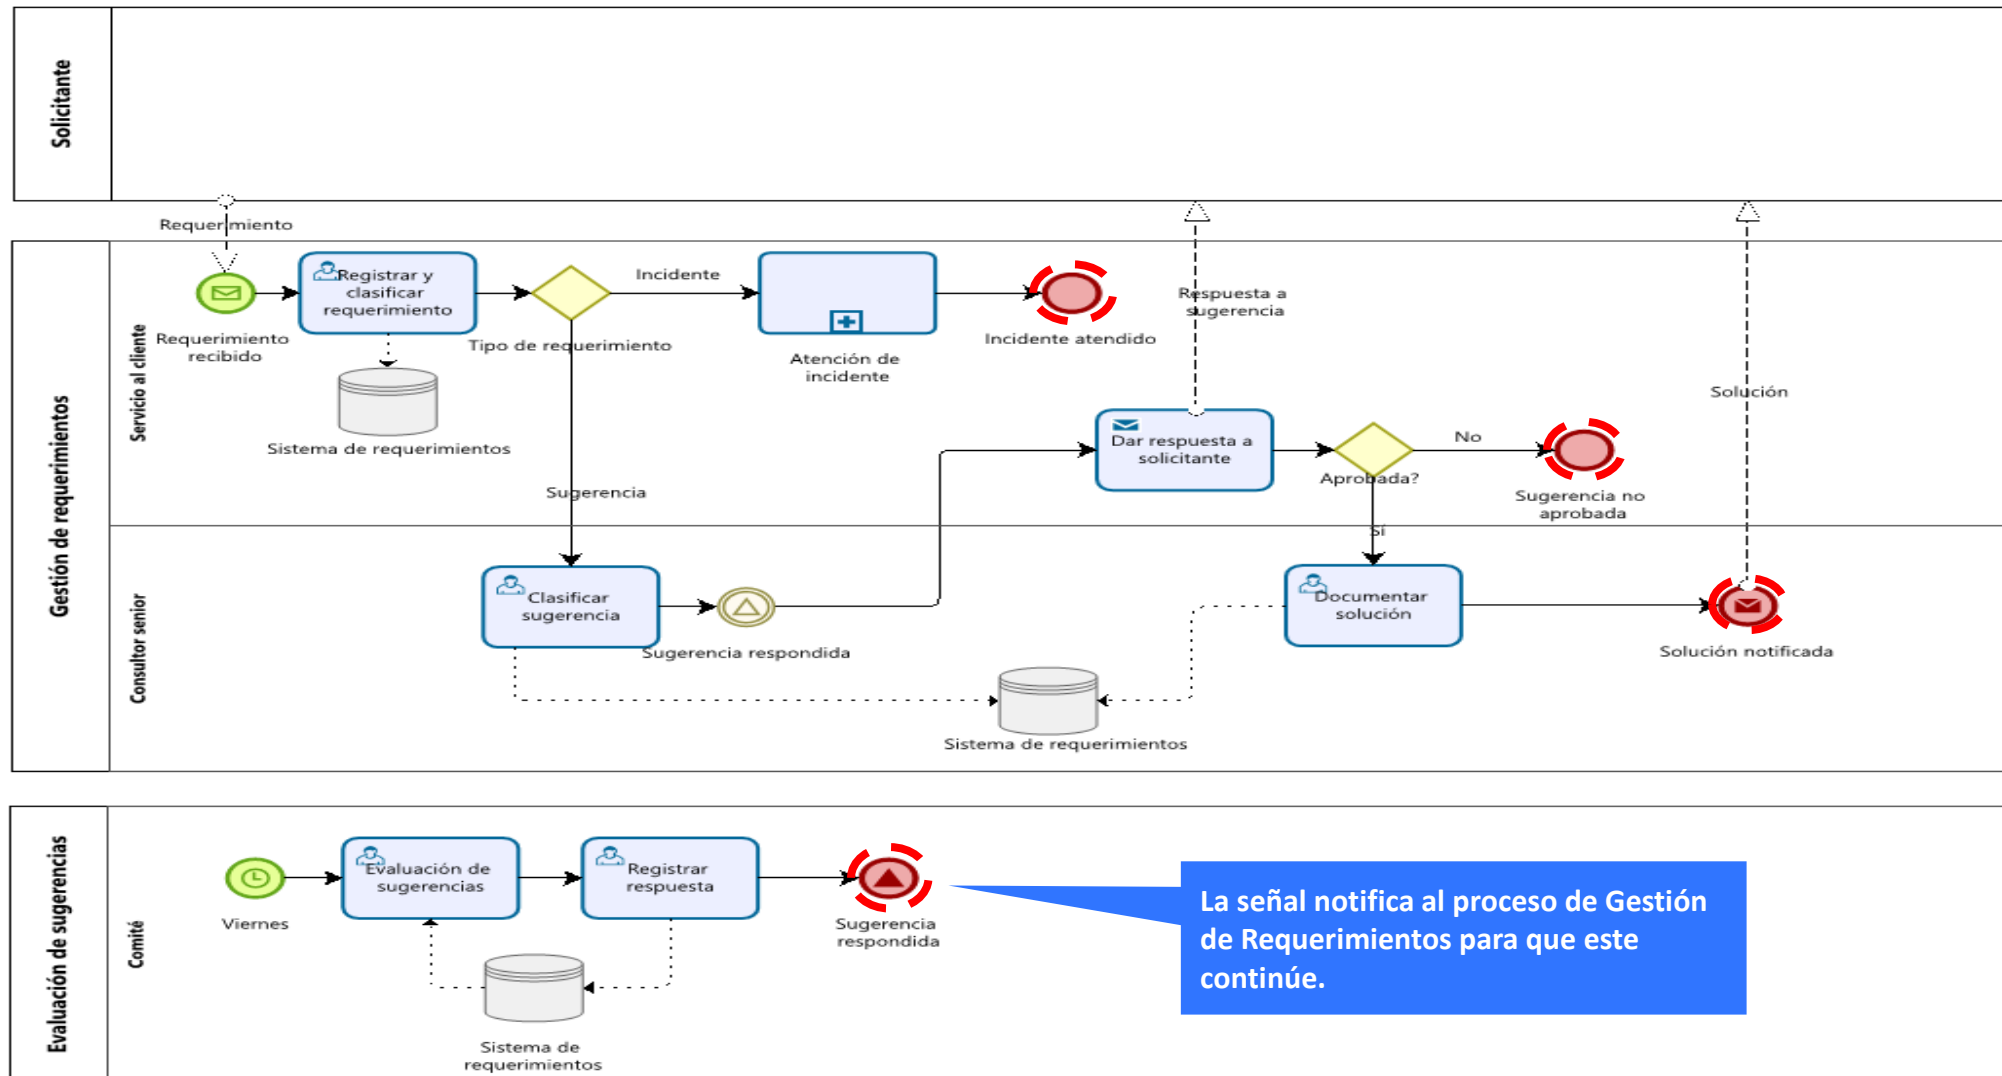 Solicitante
Requerimiento
Gestión de requerimientos
Servicio al cliente
Requerimiento
recibido
Registrar y
clasificar
requerimiento
Sistema de requerimientos
Tipo de requerimiento
Incidente
Atención de
incidente
Incidente atendido
Respuesta a
sugerencia
Solución
Sugerencia
Dar respuesta a
solicitante
Aprobada?
No
Sugerencia no
aprobada
Sí
Consultor senior
Clasificar
sugerencia
Sugerencia respondida
Documentar
solución
Solución notificada
Sistema de requerimientos
Evaluación de sugerencias
Comité
Viernes
Evaluación de
sugerencias
Registrar
respuesta
Sugerencia
respondida
Sistema de
requerimientos
La señal notifica al proceso de Gestión
de Requerimientos para que este
continúe.